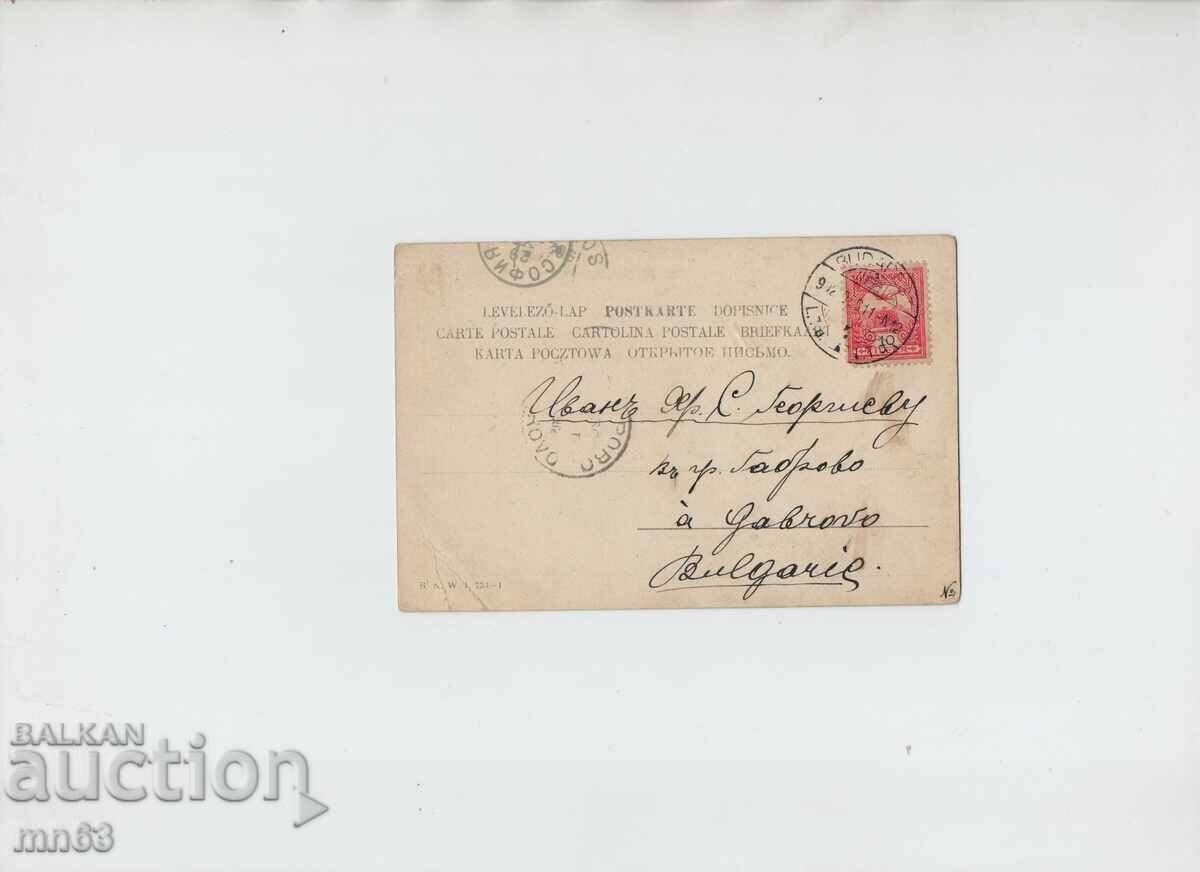 СОФИЯ
LEVELEZŐ-LAP POSTKARTE DOPISNICE
CARTE POSTALE CARTOLINA POSTALE BRIEFKAART
KARTA POCZTOWA ОТКРЫТОЕ ПИСЬМО.
Иванъ Хр. С. Георгиеву
въ гр. Габрово
à Gabrovo
Bulgarie.
BALKAN
auction
mn63